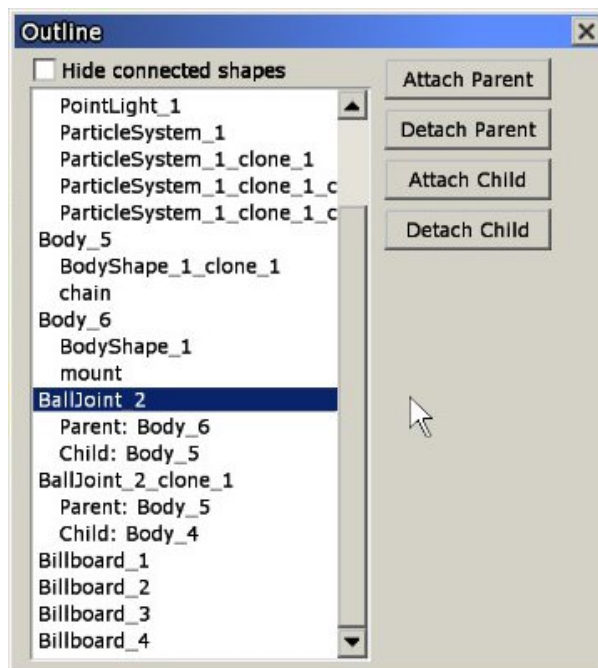 Outline
Hide connected shapes
PointLight_1
ParticleSystem_1
ParticleSystem_1_clone_1
ParticleSystem_1_clone_1_c
ParticleSystem_1_clone_1_c
Body_5
BodyShape_1_clone_1
chain
Body_6
BodyShape_1
mount
BallJoint_2
Parent: Body_6
Child: Body_5
BallJoint_2_clone_1
Parent: Body_5
Child: Body_4
Billboard_1
Billboard_2
Billboard_3
Billboard_4
Attach Parent
Detach Parent
Attach Child
Detach Child